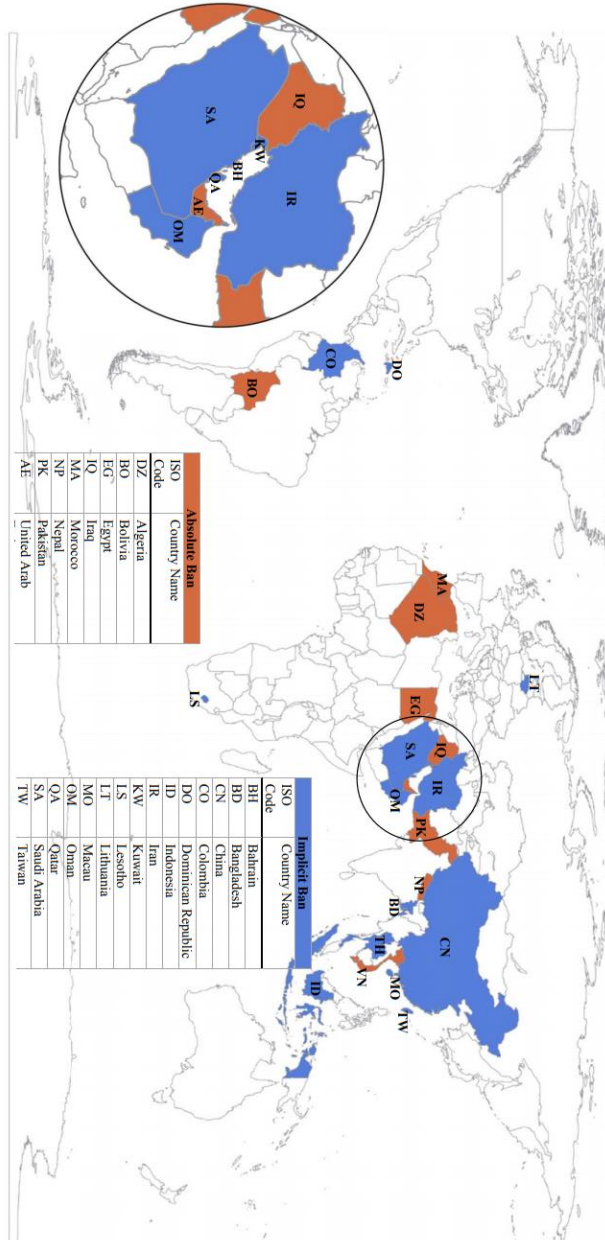 IQ
SA
KW
BH
QA
AE
OM
IR
DO
CO
BO
LT
MA
DZ
EG
IQ
IR
SA
OM
PK
NP
BD
CN
TH
VN
MO
TW
ID
LS
Absolute Ban
ISO Country Name
Code
DZ Algeria
BO Bolivia
EG Egypt
IQ Iraq
MA Morocco
NP Nepal
PK Pakistan
AE United Arab
Implicit Ban
ISO Country Name
Code
BH Bahrain
BD Bangladesh
CN China
CO Colombia
DO Dominican Republic
ID Indonesia
IR Iran
KW Kuwait
LS Lesotho
LT Lithuania
MO Macau
OM Oman
QA Qatar
SA Saudi Arabia
TW Taiwan